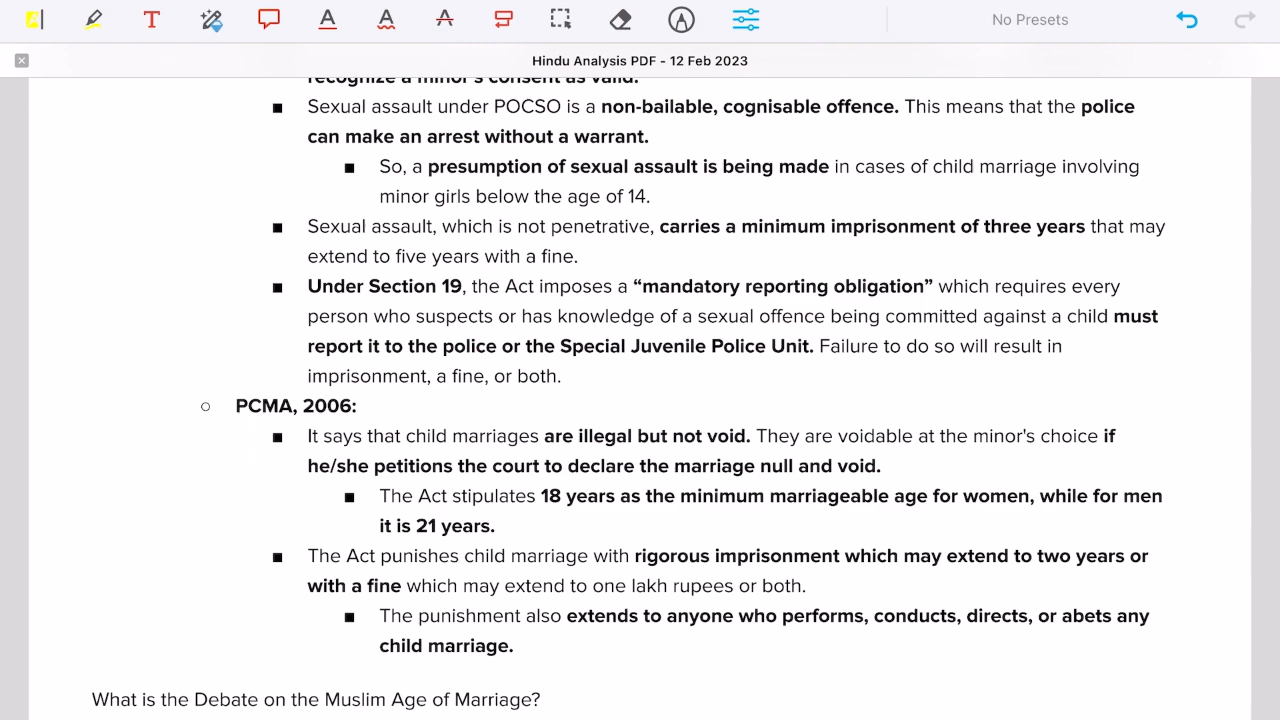 No Presets
Hindu Analysis PDF - 12 Feb 2023
recognize a minor's consent as valid.
■ Sexual assault under POCSO is a non-bailable, cognisable offence. This means that the police
can make an arrest without a warrant.
■ So, a presumption of sexual assault is being made in cases of child marriage involving
minor girls below the age of 14.
■ Sexual assault, which is not penetrative, carries a minimum imprisonment of three years that may
extend to five years with a fine.
■ Under Section 19, the Act imposes a “mandatory reporting obligation” which requires every
person who suspects or has knowledge of a sexual offence being committed against a child must
report it to the police or the Special Juvenile Police Unit. Failure to do so will result in
imprisonment, a fine, or both.
○ PCMA, 2006:
■ It says that child marriages are illegal but not void. They are voidable at the minor's choice if
he/she petitions the court to declare the marriage null and void.
■ The Act stipulates 18 years as the minimum marriageable age for women, while for men
it is 21 years.
■ The Act punishes child marriage with rigorous imprisonment which may extend to two years or
with a fine which may extend to one lakh rupees or both.
■ The punishment also extends to anyone who performs, conducts, directs, or abets any
child marriage.
What is the Debate on the Muslim Age of Marriage?